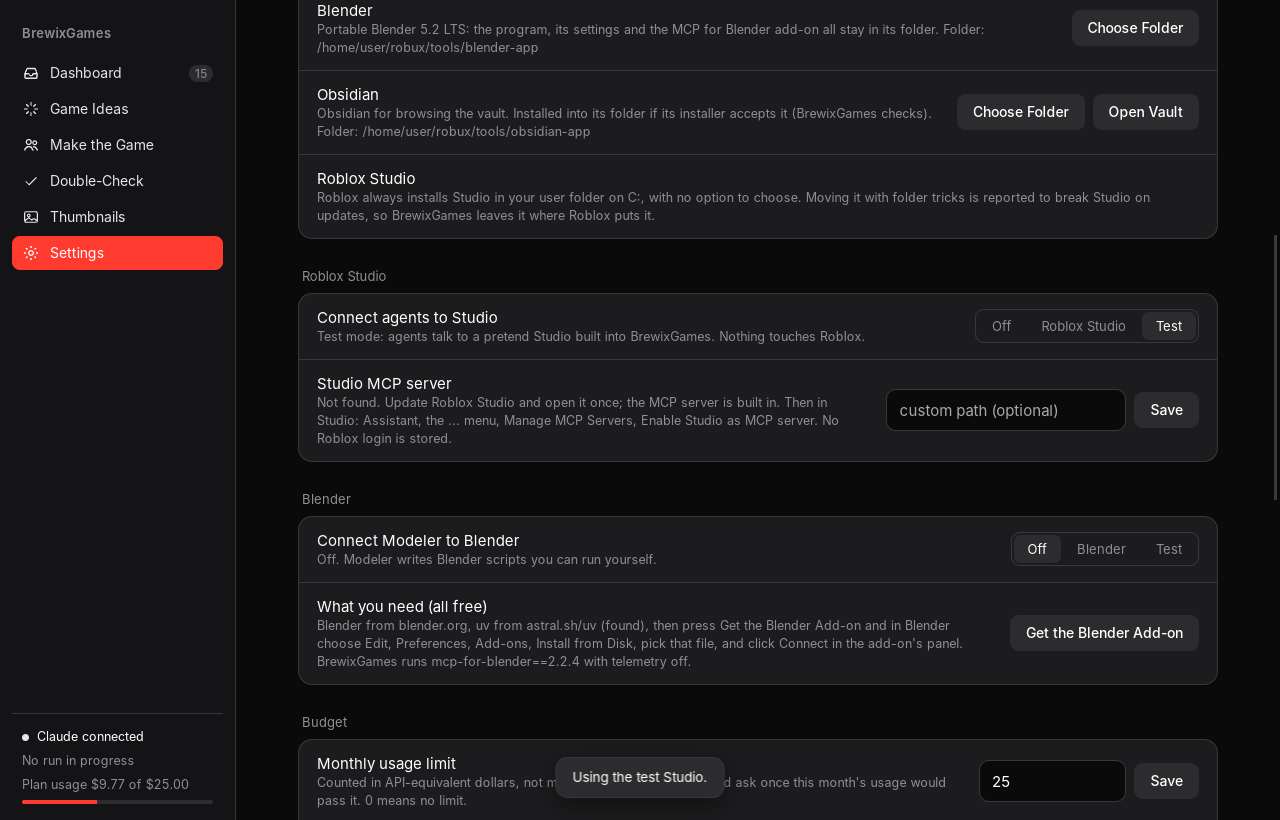 BrewixGames
Dashboard 15
Game Ideas
Make the Game
Double-Check
Thumbnails
Settings
Claude connected
No run in progress
Plan usage $9.77 of $25.00
Blender
Portable Blender 5.2 LTS: the program, its settings and the MCP for Blender add-on all stay in its folder. Folder:
/home/user/robux/tools/blender-app
Choose Folder
Obsidian
Obsidian for browsing the vault. Installed into its folder if its installer accepts it (BrewixGames checks).
Folder: /home/user/robux/tools/obsidian-app
Choose Folder
Open Vault
Roblox Studio
Roblox always installs Studio in your user folder on C:, with no option to choose. Moving it with folder tricks is reported to break Studio on
updates, so BrewixGames leaves it where Roblox puts it.
Roblox Studio
Connect agents to Studio
Test mode: agents talk to a pretend Studio built into BrewixGames. Nothing touches Roblox.
Off Roblox Studio Test
Studio MCP server
Not found. Update Roblox Studio and open it once; the MCP server is built in. Then in
Studio: Assistant, the ... menu, Manage MCP Servers, Enable Studio as MCP server. No
Roblox login is stored.
custom path (optional)
Save
Blender
Connect Modeler to Blender
Off. Modeler writes Blender scripts you can run yourself.
Off Blender Test
What you need (all free)
Blender from blender.org, uv from astral.sh/uv (found), then press Get the Blender Add-on and in Blender
choose Edit, Preferences, Add-ons, Install from Disk, pick that file, and click Connect in the add-on's panel.
BrewixGames runs mcp-for-blender==2.2.4 with telemetry off.
Get the Blender Add-on
Budget
Monthly usage limit
Counted in API-equivalent dollars, not m d ask once this month's usage would
pass it. 0 means no limit.
25
Save
Using the test Studio.